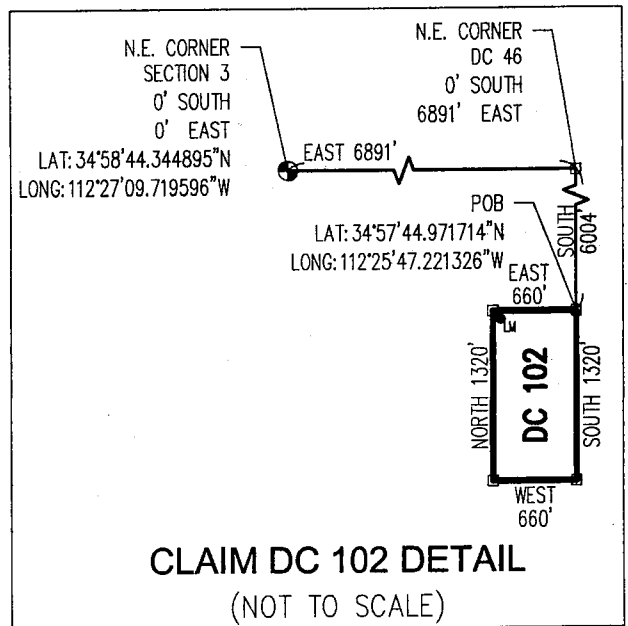 N.E. CORNER
SECTION 3
0' SOUTH
0' EAST
LAT: 34°58'44.344895"N
LONG: 112°27'09.719596"W
EAST 6891'
N.E. CORNER
DC 46
0' SOUTH
6891' EAST
POB
LAT: 34°57'44.971714"N
LONG: 112°25'47.221326"W
SOUTH
6004'
EAST
660'
LM
NORTH 1320'
DC 102
SOUTH 1320'
WEST
660'
CLAIM DC 102 DETAIL
(NOT TO SCALE)